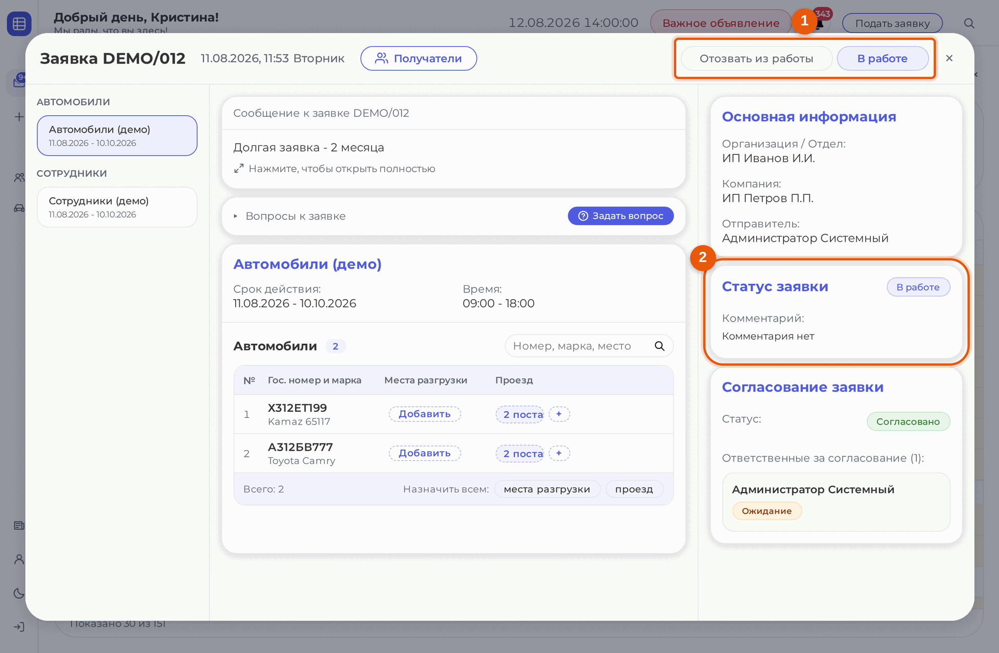 Добрый день, Кристина!
Мы рады, что вы здесь!
12.08.2026 14:00:00
Важное объявление
1
343
Подать заявку
9+
Заявка DEMO/012
11.08.2026, 11:53 Вторник
Получатели
Отозвать из работы
В работе
АВТОМОБИЛИ
Автомобили (демо)
11.08.2026 - 10.10.2026
СОТРУДНИКИ
Сотрудники (демо)
11.08.2026 - 10.10.2026
Сообщение к заявке DEMO/012
Долгая заявка - 2 месяца
Нажмите, чтобы открыть полностью
Вопросы к заявке
Задать вопрос
Автомобили (демо)
Срок действия:
11.08.2026 - 10.10.2026
Время:
09:00 - 18:00
Автомобили 2
Номер, марка, место
№ Гос. номер и марка Места разгрузки Проезд
1 Х312ЕТ199 Добавить 2 поста +
Kamaz 65117
2 А312БВ777 Добавить 2 поста +
Toyota Camry
Всего: 2 Назначить всем: места разгрузки проезд
Основная информация
Организация / Отдел:
ИП Иванов И.И.
Компания:
ИП Петров П.П.
Отправитель:
Администратор Системный
2
Статус заявки
В работе
Комментарий:
Комментария нет
Согласование заявки
Статус:
Согласовано
Ответственные за согласование (1):
Администратор Системный
Ожидание
Показано 30 из 151